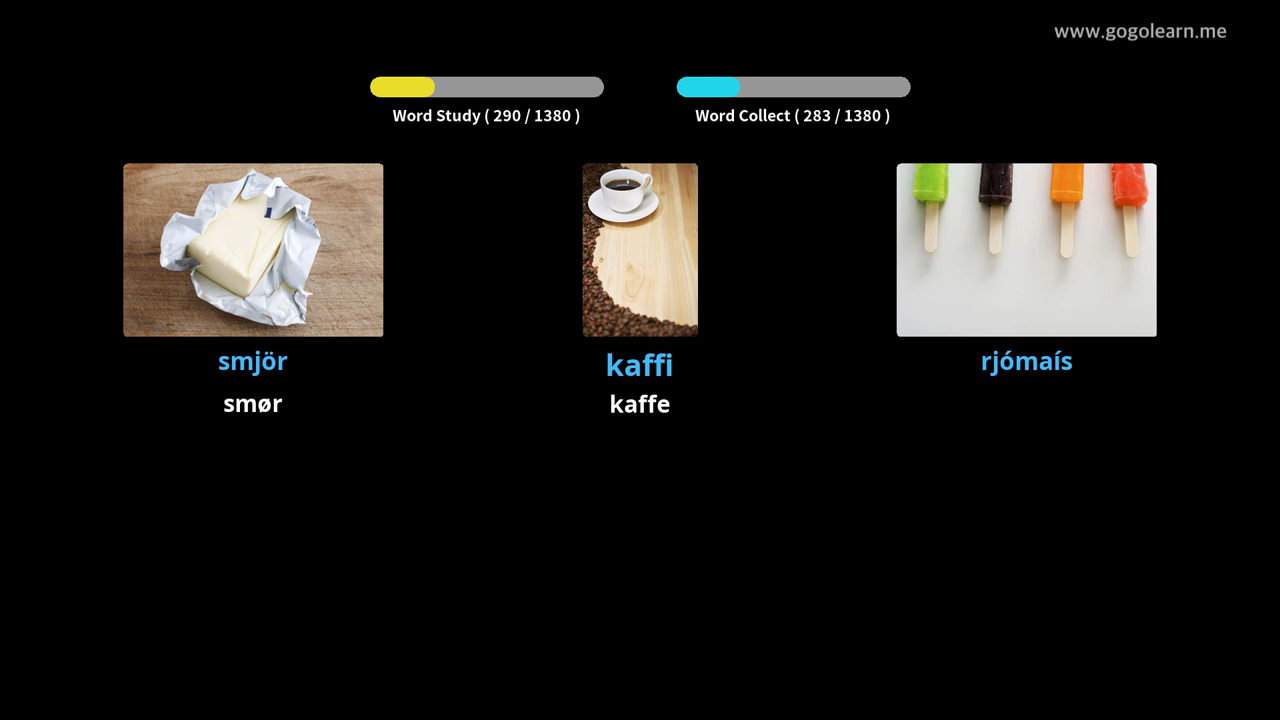 www.gogolearn.me
Word Study ( 290 / 1380 )
Word Collect ( 283 / 1380 )
smjör
kaffi
rjómaís
smør
kaffe